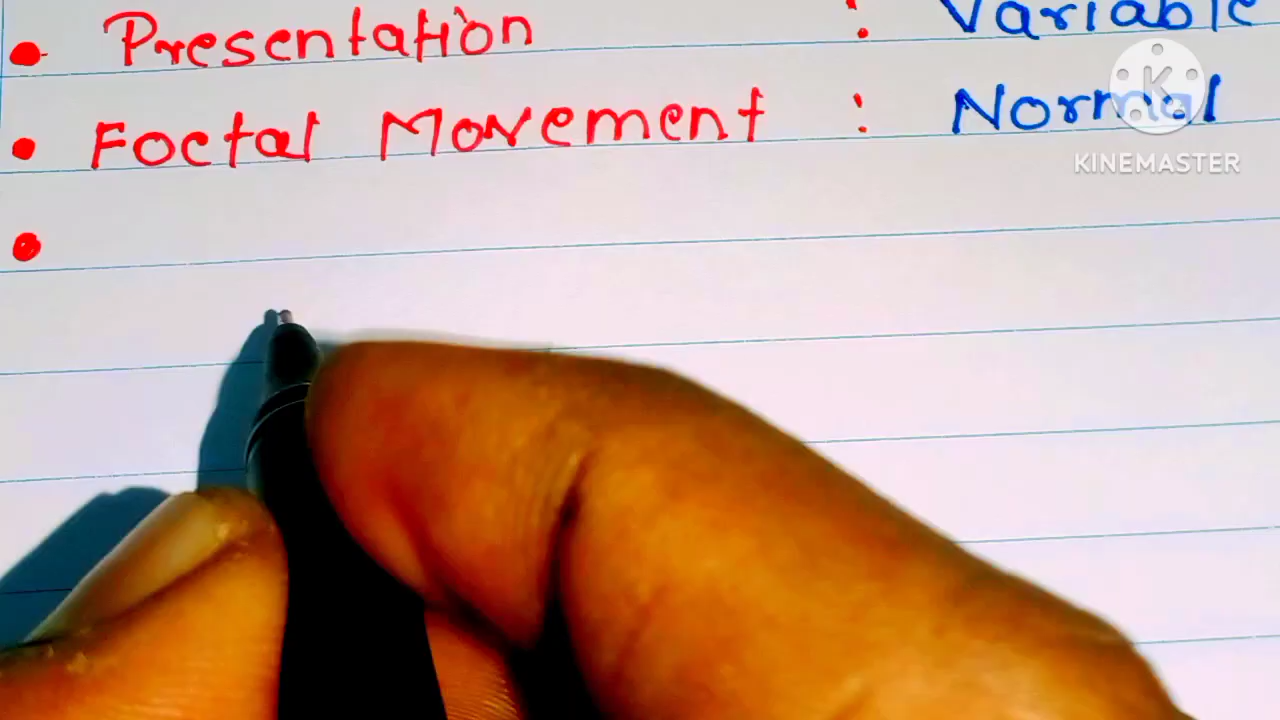 • Presentation : Variable
• Foetal Movement : Normal
K
KINEMASTER
•